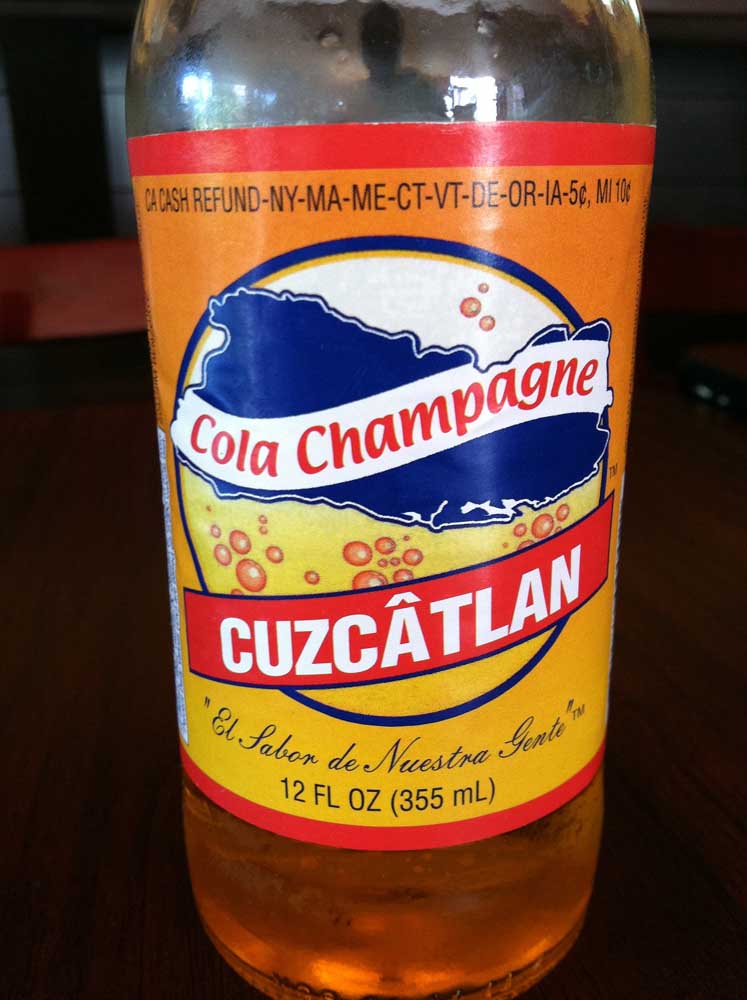 CA CASH REFUND-NY-MA-ME-CT-VT-DE-OR-IA-5¢, MI 10¢
Cola Champagne
TM
CUZCÂTLAN
"El Sabor de Nuestra Gente"™
12 FL OZ (355 mL)